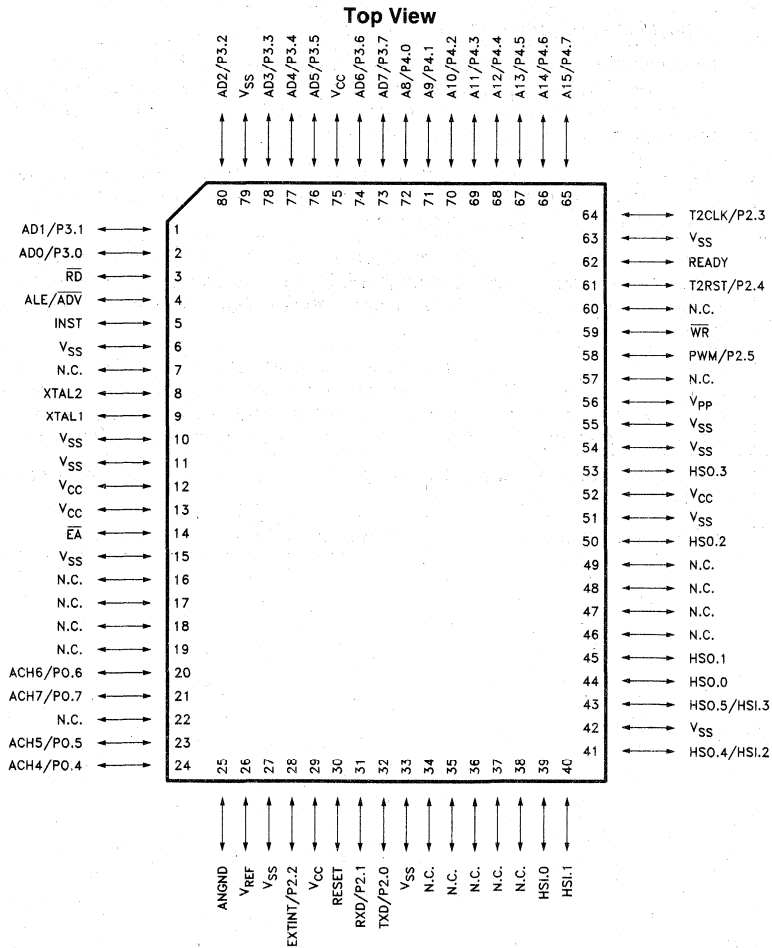 Top View
AD2/P3.2
VSS
AD3/P3.3
AD4/P3.4
AD5/P3.5
VCC
AD6/P3.6
AD7/P3.7
A8/P4.0
A9/P4.1
A10/P4.2
A11/P4.3
A12/P4.4
A13/P4.5
A14/P4.6
A15/P4.7
80 79 78 77 76 75 74 73 72 71 70 69 68 67 66 65
AD1/P3.1 1
AD0/P3.0 2
RD 3
ALE/ADV 4
INST 5
VSS 6
N.C. 7
XTAL2 8
XTAL1 9
VSS 10
VSS 11
VCC 12
VCC 13
EA 14
VSS 15
N.C. 16
N.C. 17
N.C. 18
N.C. 19
ACH6/P0.6 20
ACH7/P0.7 21
N.C. 22
ACH5/P0.5 23
ACH4/P0.4 24
64 T2CLK/P2.3
63 VSS
62 READY
61 T2RST/P2.4
60 N.C.
59 WR
58 PWM/P2.5
57 N.C.
56 VPP
55 VSS
54 VSS
53 HSO.3
52 VCC
51 VSS
50 HSO.2
49 N.C.
48 N.C.
47 N.C.
46 N.C.
45 HSO.1
44 HSO.0
43 HSO.5/HSI.3
42 VSS
41 HSO.4/HSI.2
25 26 27 28 29 30 31 32 33 34 35 36 37 38 39 40
ANGND
VREF
VSS
EXTINT/P2.2
VCC
RESET
RXD/P2.1
TXD/P2.0
VSS
N.C.
N.C.
N.C.
N.C.
N.C.
HSI.0
HSI.1